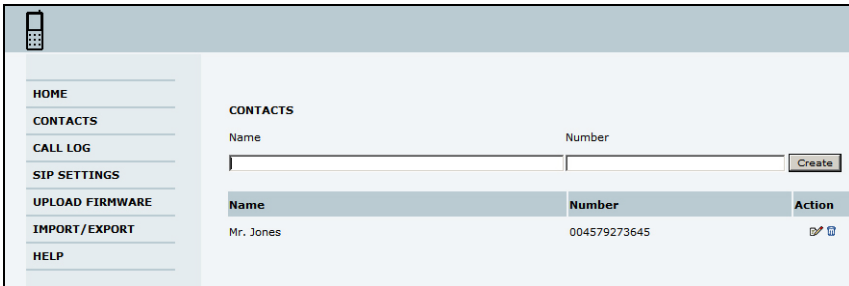 HOME
CONTACTS
CALL LOG
SIP SETTINGS
UPLOAD FIRMWARE
IMPORT/EXPORT
HELP
CONTACTS
Name Number
Create
Name Number Action
Mr. Jones 004579273645